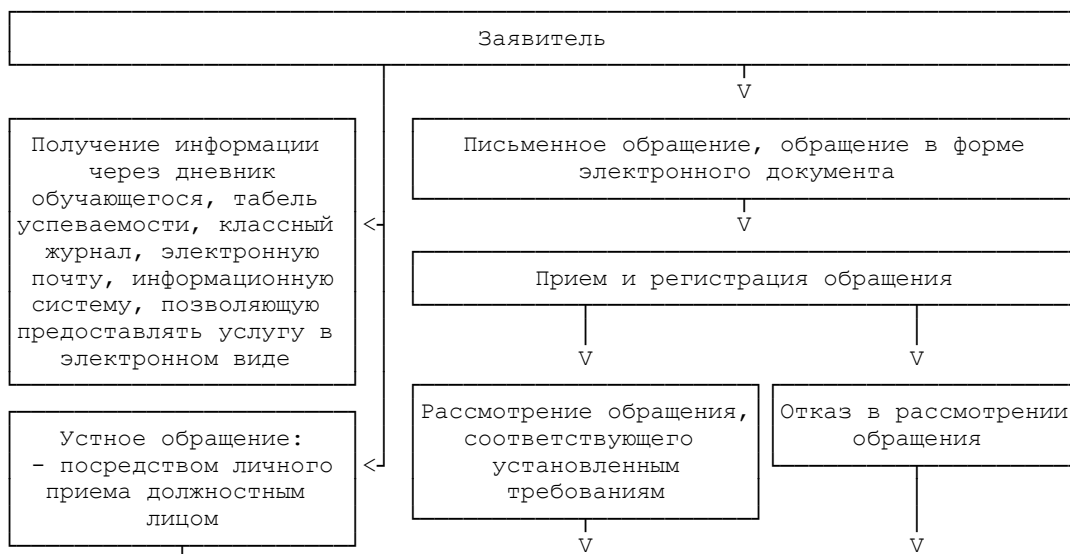 Заявитель
Получение информации
через дневник
обучающегося, табель
успеваемости, классный
журнал, электронную
почту, информационную
систему, позволяющую
предоставлять услугу в
электронном виде
Устное обращение:
- посредством личного
приема должностным
лицом
Письменное обращение, обращение в форме
электронного документа
Прием и регистрация обращения
Рассмотрение обращения,
соответствующего
установленным
требованиям
Отказ в рассмотрении
обращения